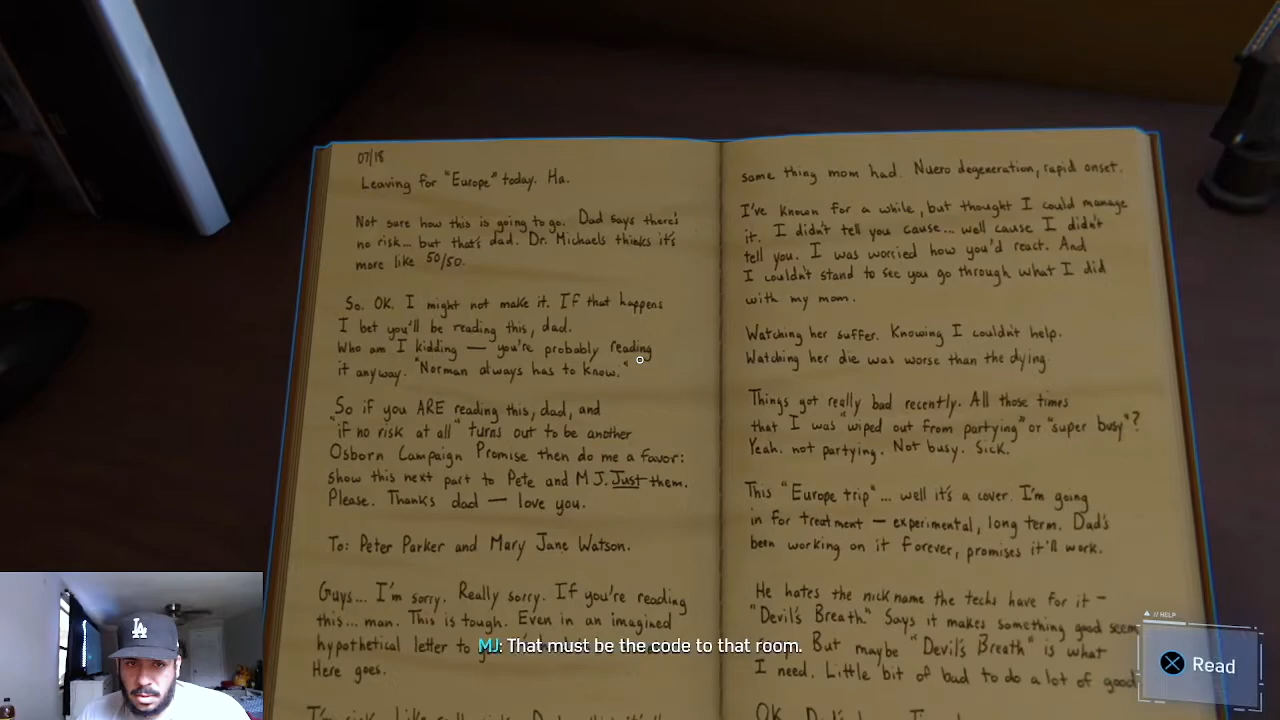 07/18
Leaving for "Europe" today. Ha.
Not sure how this is going to go. Dad says there's
no risk... but that's dad. Dr. Michaels thinks it's
more like 50/50.
So. OK. I might not make it. If that happens
I bet you'll be reading this, dad.
Who am I kidding — you're probably reading
it anyway. "Norman always has to know."
So if you ARE reading this, dad, and
"if no risk at all" turns out to be another
Osborn Campaign Promise then do me a favor:
show this next part to Pete and MJ. Just them.
Please. Thanks dad — love you.
To: Peter Parker and Mary Jane Watson.
Guys... I'm sorry. Really sorry. If you're reading
this... man. This is tough. Even in an imagined
hypothetical letter to
Here goes.
I'm sick. Like really sick.
same thing mom had. Nuero degeneration, rapid onset.
I've known for a while, but thought I could manage
it. I didn't tell you cause... well cause I didn't
tell you. I was worried how you'd react. And
I couldn't stand to see you go through what I did
with my mom.
Watching her suffer. Knowing I couldn't help.
Watching her die was worse than the dying.
Things got really bad recently. All those times
that I was "wiped out from partying" or "super busy"?
Yeah. not partying. Not busy. Sick.
This "Europe trip"... well it's a cover. I'm going
in for treatment — experimental, long term. Dad's
been working on it forever, promises it'll work.
He hates the nickname the techs have for it —
"Devil's Breath." Says it makes something good seem
But maybe "Devil's Breath" is what
I need. Little bit of bad to do a lot of good
OK.
MJ: That must be the code to that room.
// HELP
Read
LA